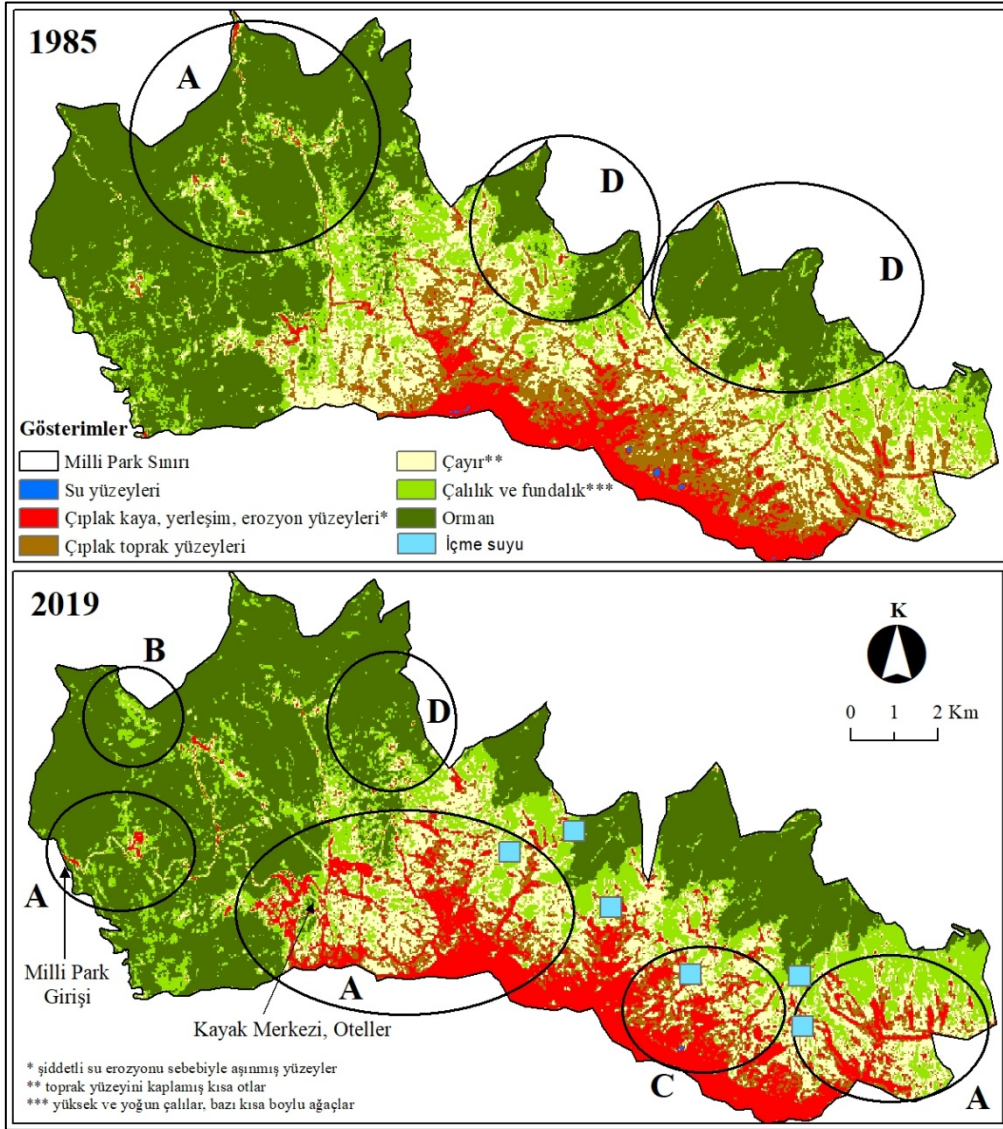 1985
A
D
D
Gösterimler
Milli Park Sınırı
Su yüzeyleri
Çıplak kaya, yerleşim, erozyon yüzeyleri*
Çıplak toprak yüzeyleri
Çayır**
Çalılık ve fundalık***
Orman
İçme suyu
2019
K
B
D
0 1 2 Km
A
Milli Park
Girişi
A
Kayak Merkezi, Oteller
C
A
* şiddetli su erozyonu sebebiyle aşınmış yüzeyler
** toprak yüzeyini kaplamış kısa otlar
*** yüksek ve yoğun çalılar, bazı kısa boylu ağaçlar